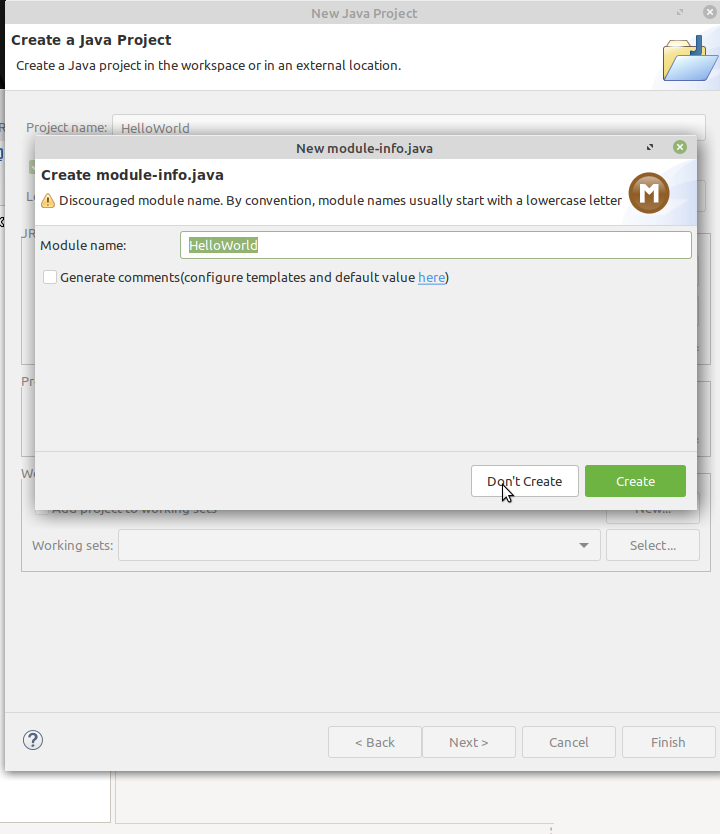 New Java Project
Create a Java Project
Create a Java project in the workspace or in an external location.
Project name: HelloWorld
New module-info.java
Create module-info.java
Discouraged module name. By convention, module names usually start with a lowercase letter
M
Module name: HelloWorld
Generate comments(configure templates and default value here)
Don't Create Create
Add project to working sets New...
Working sets: Select...
? < Back Next > Cancel Finish